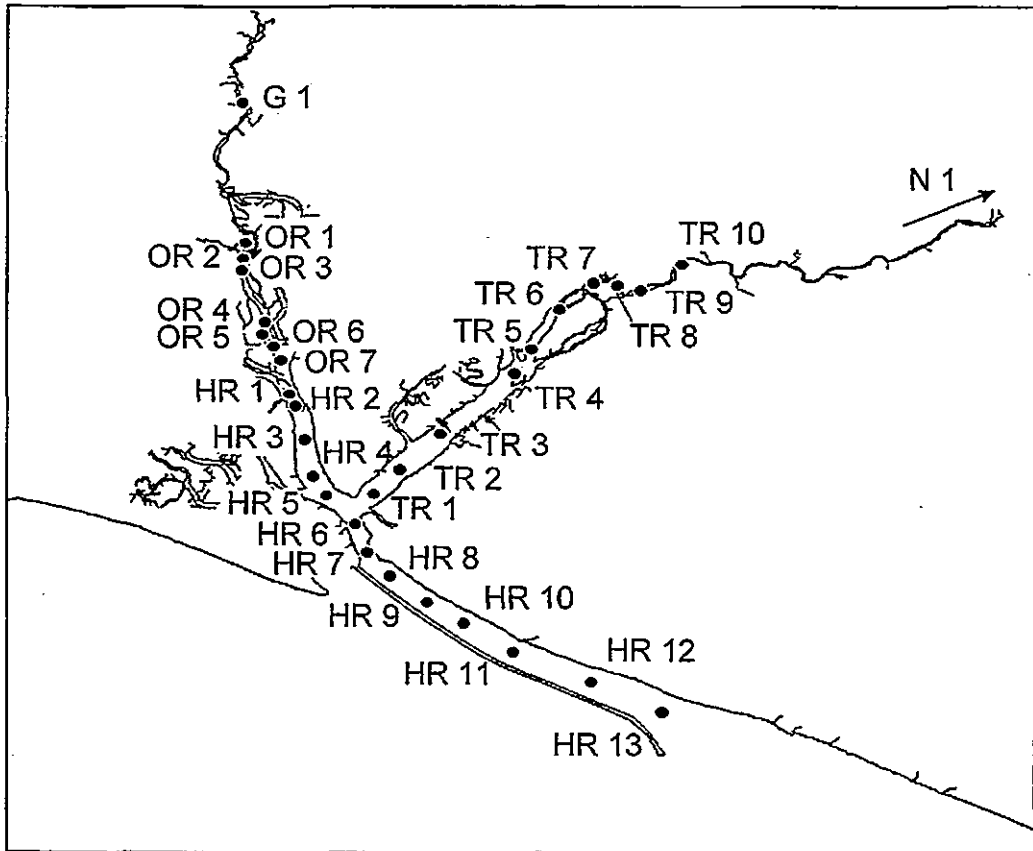 G 1
N 1
OR 1
OR 2
OR 3
TR 10
TR 7
TR 9
TR 8
TR 6
OR 4
OR 5
OR 6
TR 5
OR 7
TR 4
HR 1
HR 2
TR 3
HR 3
HR 4
TR 2
HR 5
TR 1
HR 6
HR 7
HR 8
HR 9
HR 10
HR 11
HR 12
HR 13